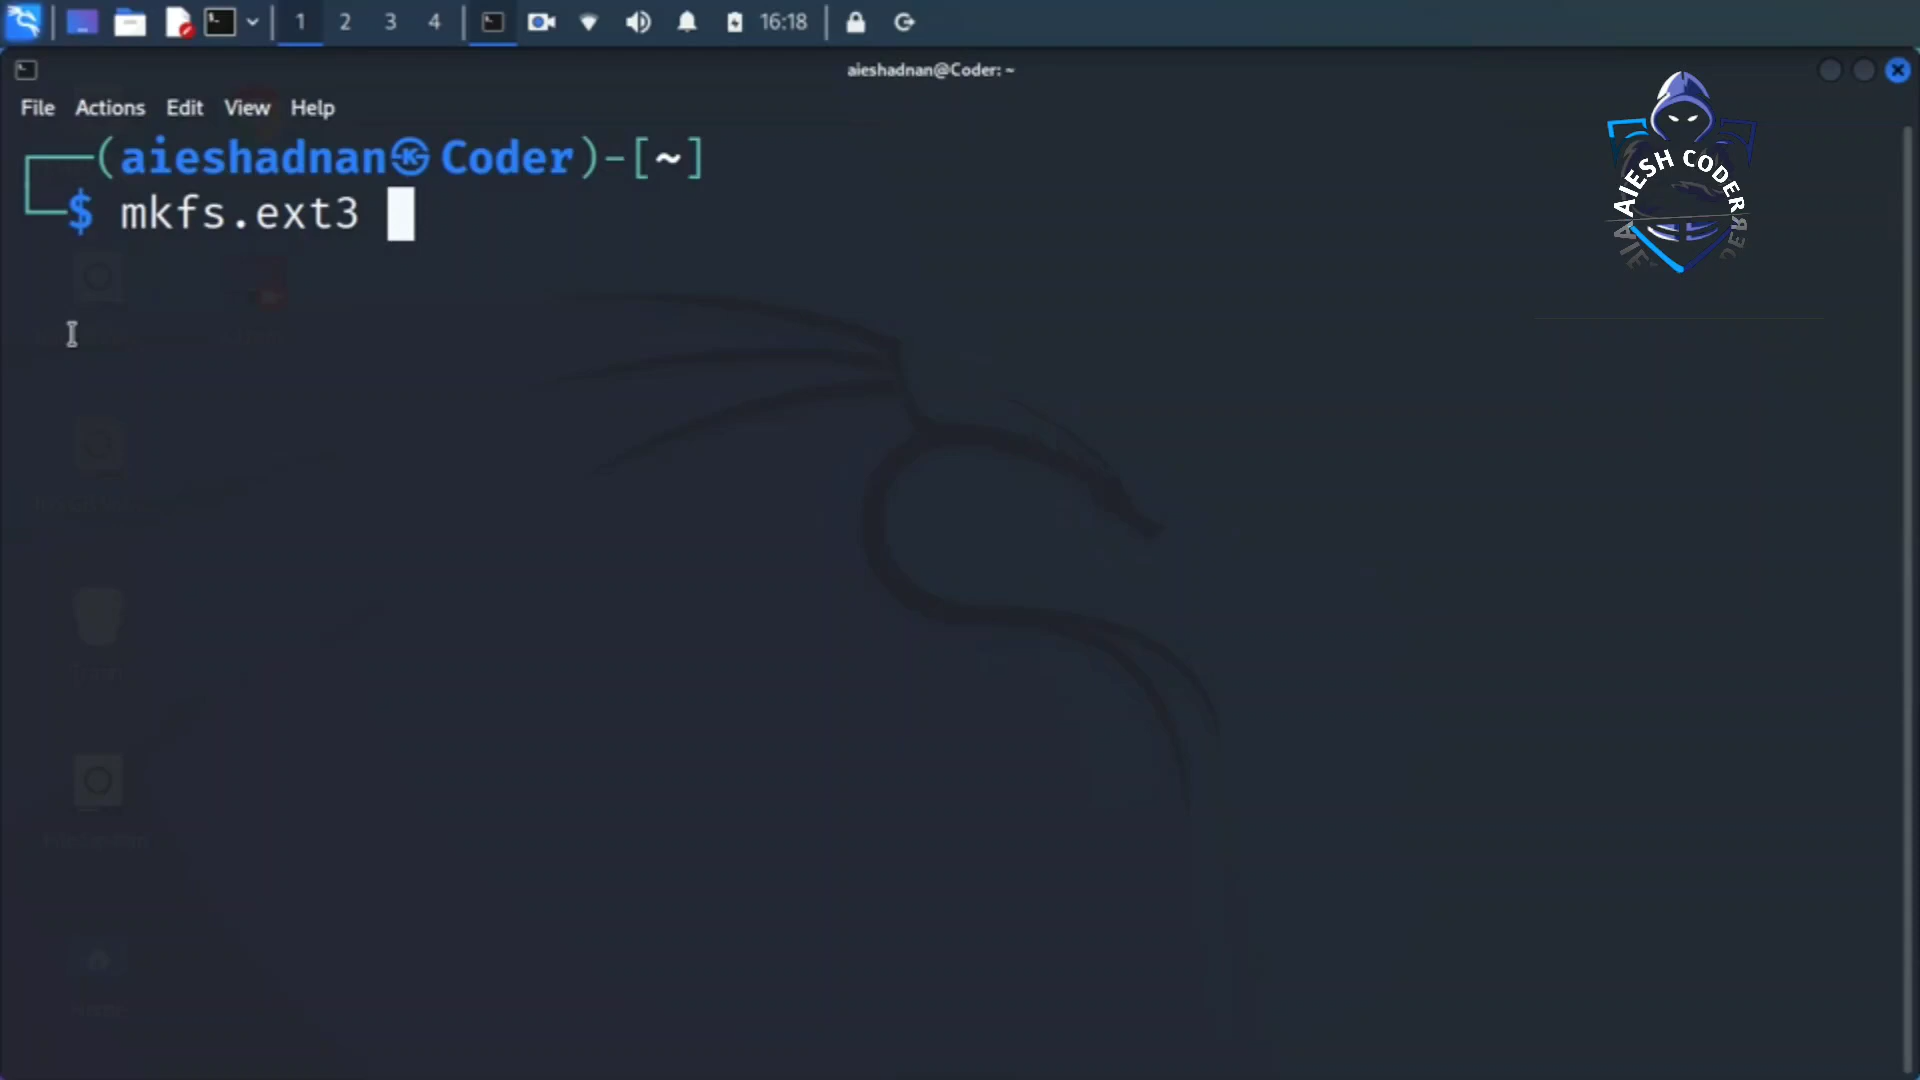 1 2 3 4 16:18
aieshadnan@Coder: ~
File Actions Edit View Help
(aieshadnan㉿Coder)-[~]
$ mkfs.ext3
AIESH CODER